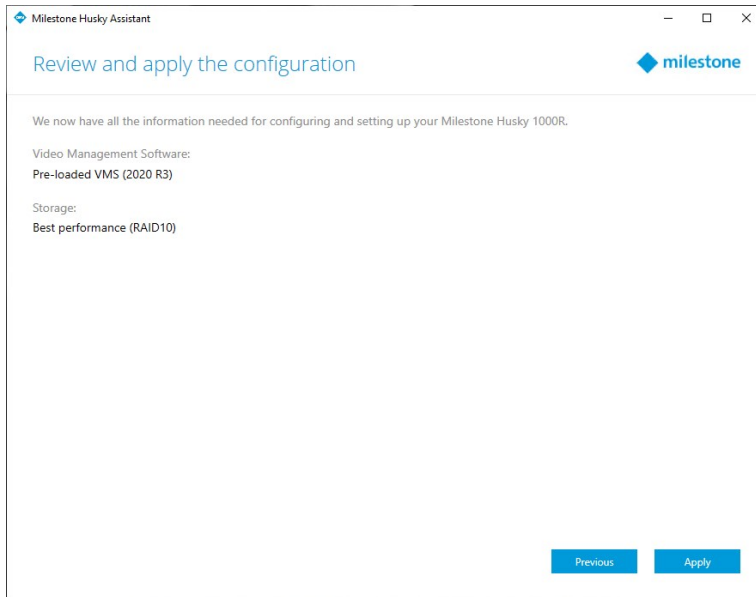 Milestone Husky Assistant
Review and apply the configuration
milestone
We now have all the information needed for configuring and setting up your Milestone Husky 1000R.
Video Management Software:
Pre-loaded VMS (2020 R3)
Storage:
Best performance (RAID10)
Previous
Apply